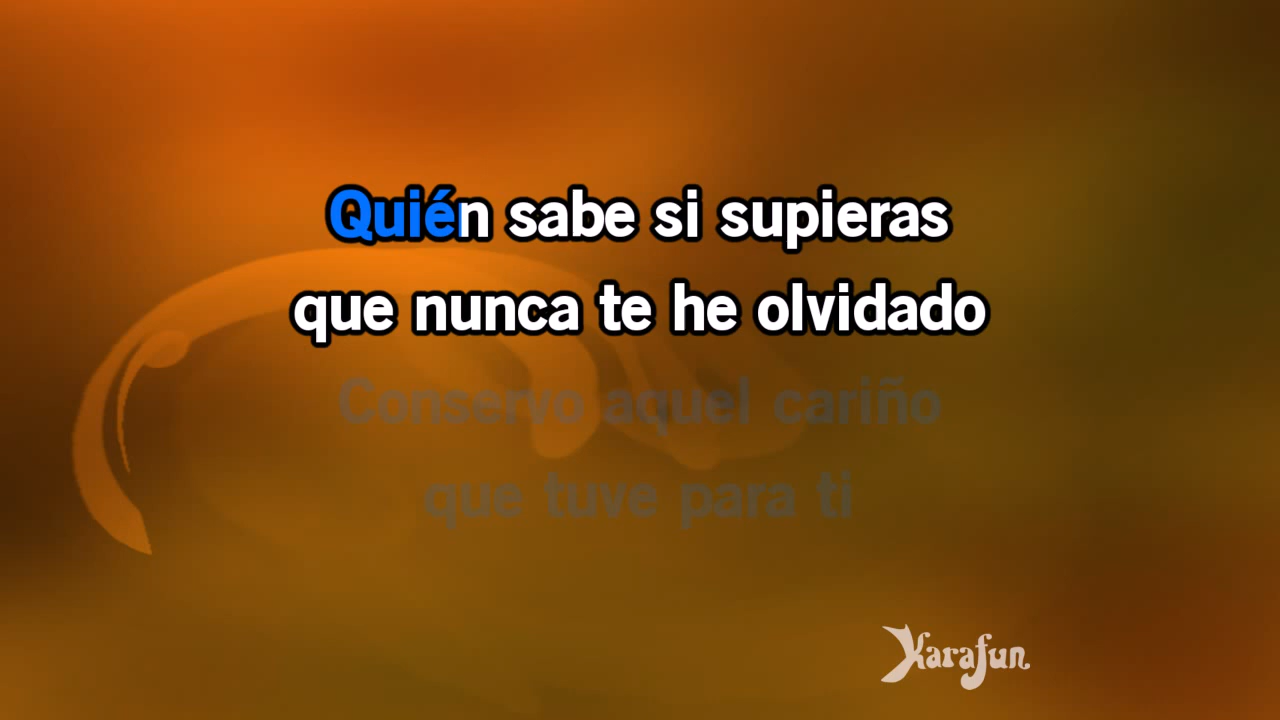 Quién sabe si supieras
que nunca te he olvidado
Conservo aquel cariño
que tuve para ti
Karafun